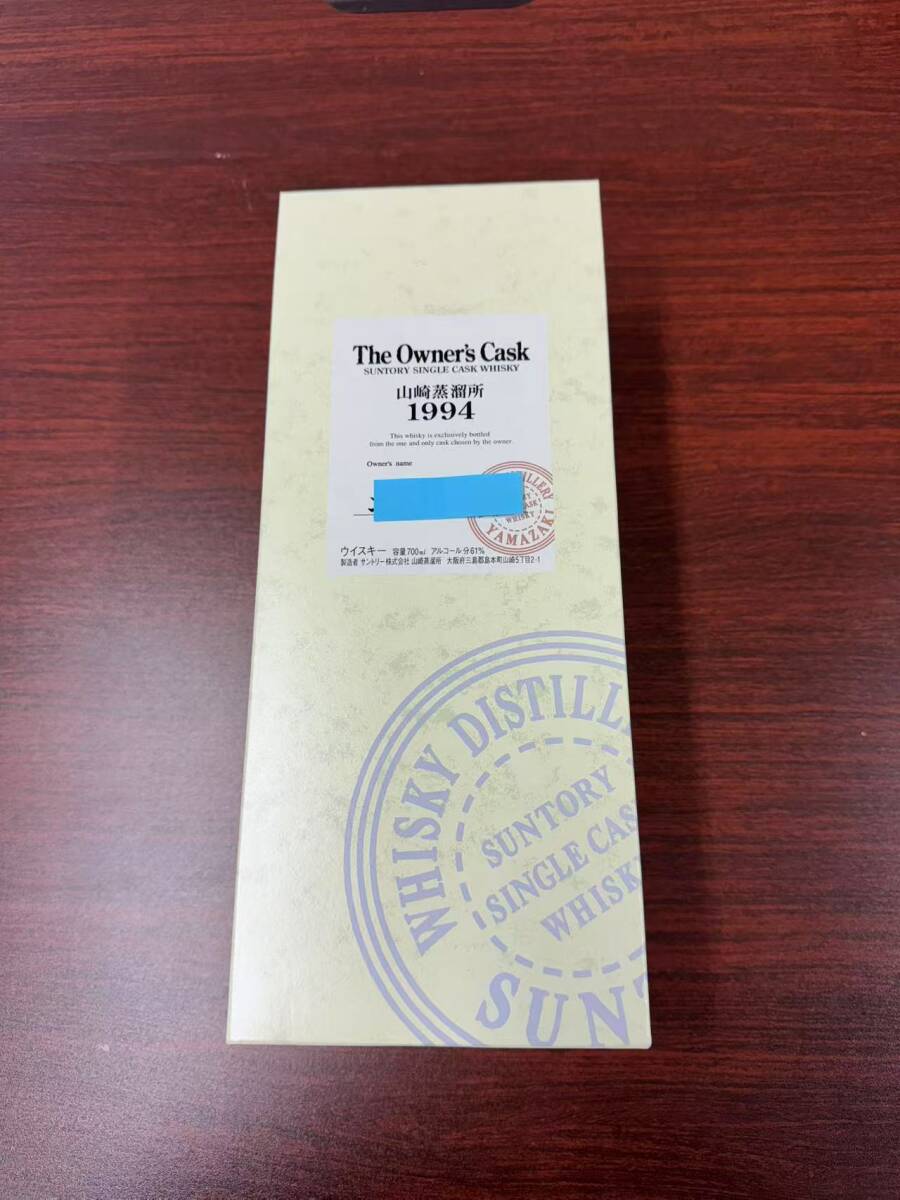 The Owner's Cask
SUNTORY SINGLE CASK WHISKY
山崎蒸溜所
1994
This whisky is exclusively bottled
from the one and only cask chosen by the owner.
Owner's name
DISTILLERY
CASK
WHISKY
YAMAZAKI
ウイスキー 容量700ml アルコール分61%
製造者 サントリー株式会社 山崎蒸溜所 大阪府三島郡島本町山崎5丁目2-1
WHISKY DISTILLE
SUNTORY
SINGLE CAS
WHISK
SUNT